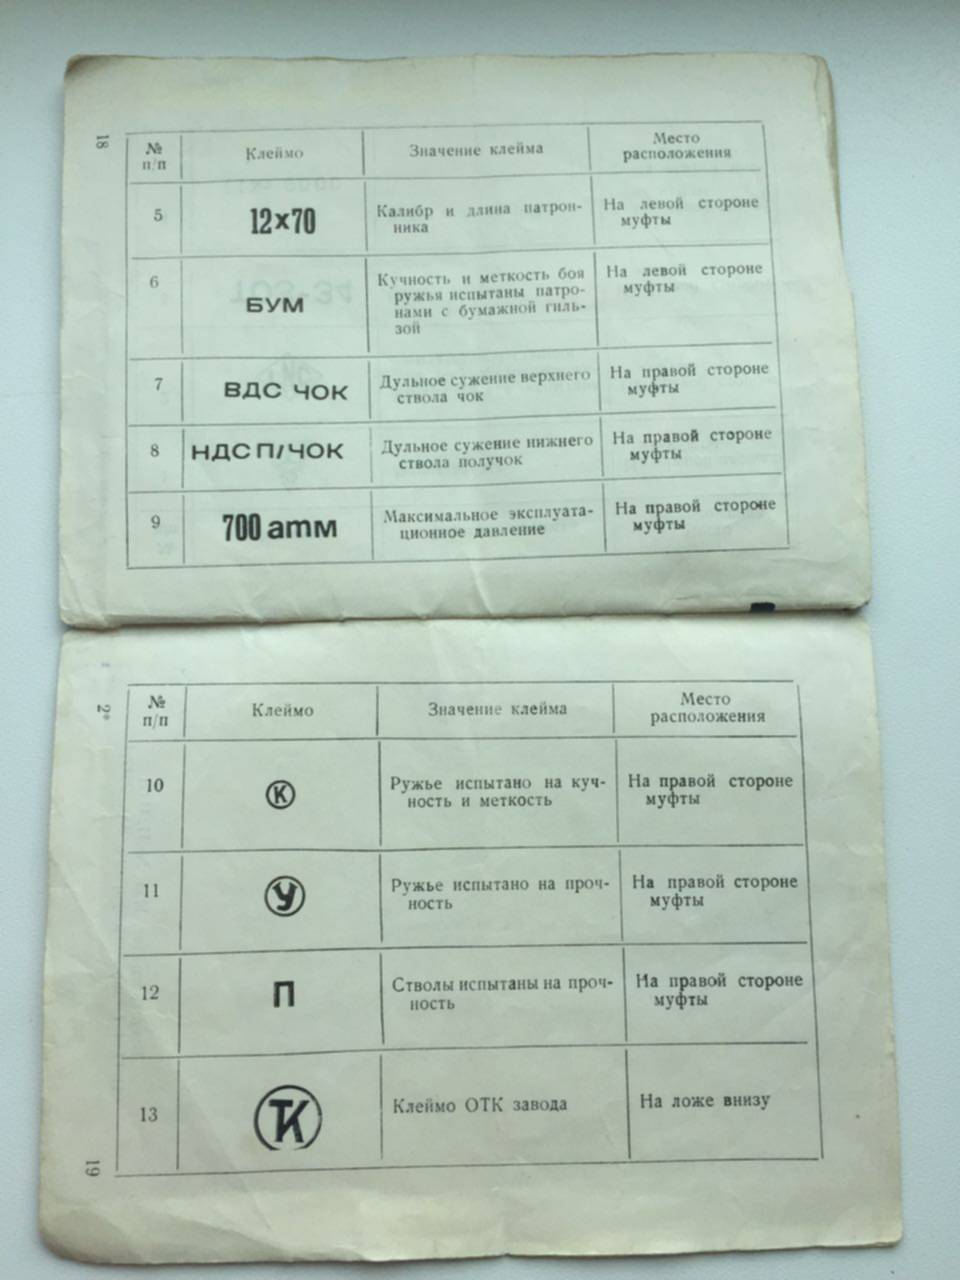 18
№
п/п
Клеймо
Значение клейма
Место
расположения
5
12×70
Калибр и длина патрон-
ника
На левой стороне
муфты
6
БУМ
Кучность и меткость боя
ружья испытаны патро-
нами с бумажной гиль-
зой
На левой стороне
муфты
7
ВДС ЧОК
Дульное сужение верхнего
ствола чок
На правой стороне
муфты
8
НДС П/ЧОК
Дульное сужение нижнего
ствола получок
На правой стороне
муфты
9
700 атм
Максимальное эксплуата-
ционное давление
На правой стороне
муфты
2*
№
п/п
Клеймо
Значение клейма
Место
расположения
10
К
Ружье испытано на куч-
ность и меткость
На правой стороне
муфты
11
У
Ружье испытано на проч-
ность
На правой стороне
муфты
12
П
Стволы испытаны на проч-
ность
На правой стороне
муфты
13
ТК
Клеймо ОТК завода
На ложе внизу
19